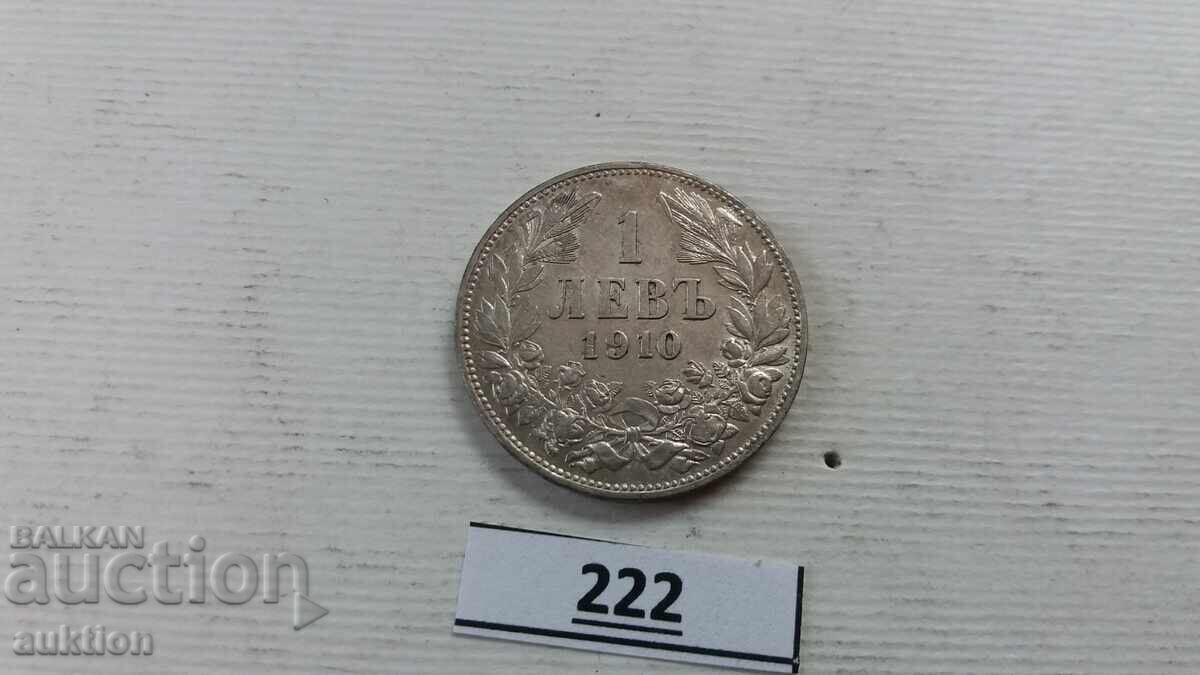 1
ЛЕВЪ
1910
222
BALKAN
auction
auktion